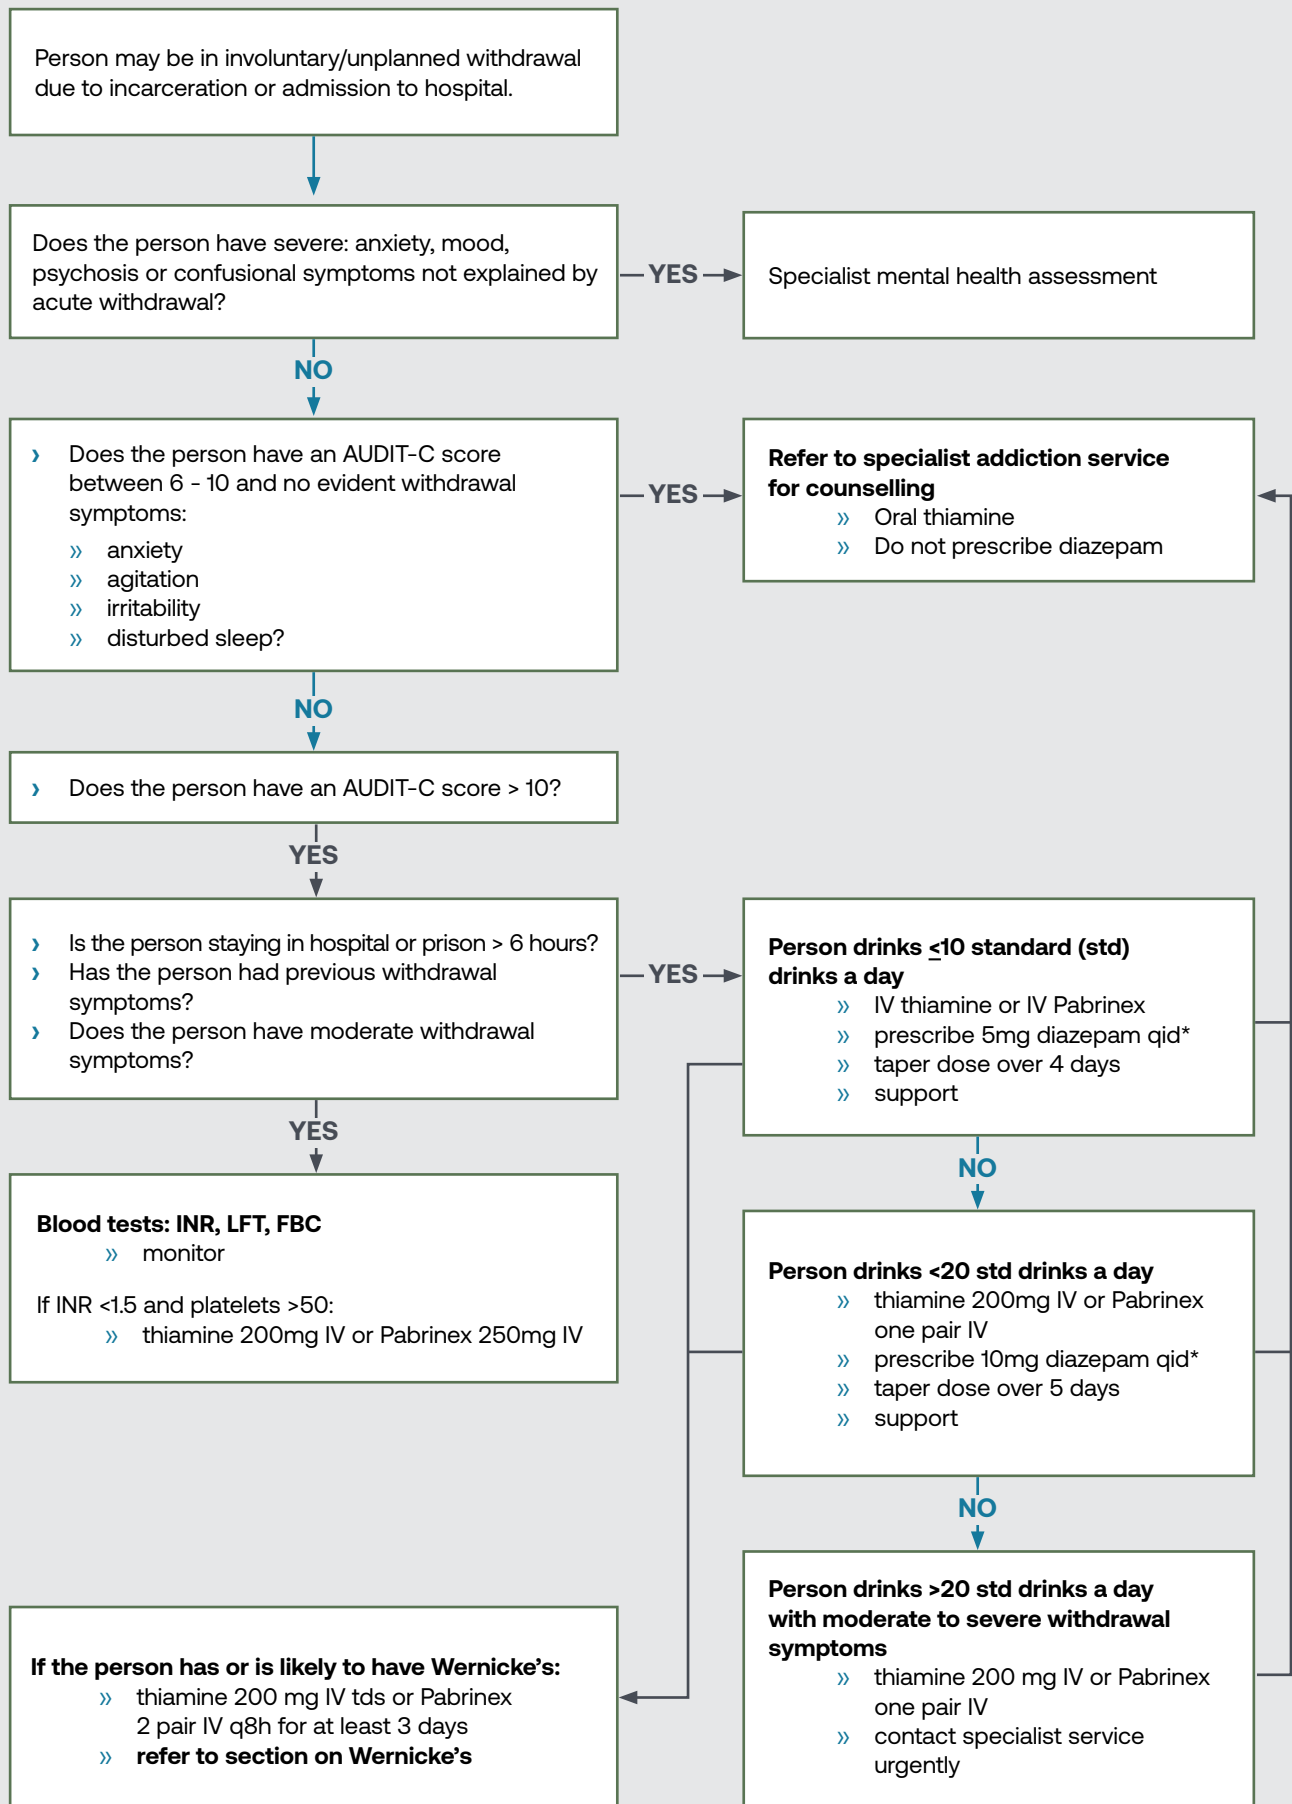 Person may be in involuntary/unplanned withdrawal
due to incarceration or admission to hospital.
Does the person have severe: anxiety, mood,
psychosis or confusional symptoms not explained by
acute withdrawal?
YES
Specialist mental health assessment
NO
› Does the person have an AUDIT-C score
between 6 - 10 and no evident withdrawal
symptoms:
» anxiety
» agitation
» irritability
» disturbed sleep?
YES
Refer to specialist addiction service
for counselling
» Oral thiamine
» Do not prescribe diazepam
NO
› Does the person have an AUDIT-C score > 10?
YES
› Is the person staying in hospital or prison > 6 hours?
› Has the person had previous withdrawal
symptoms?
› Does the person have moderate withdrawal
symptoms?
YES
Person drinks ≤10 standard (std)
drinks a day
» IV thiamine or IV Pabrinex
» prescribe 5mg diazepam qid*
» taper dose over 4 days
» support
YES
NO
Blood tests: INR, LFT, FBC
» monitor
If INR <1.5 and platelets >50:
» thiamine 200mg IV or Pabrinex 250mg IV
Person drinks <20 std drinks a day
» thiamine 200mg IV or Pabrinex
one pair IV
» prescribe 10mg diazepam qid*
» taper dose over 5 days
» support
NO
Person drinks >20 std drinks a day
with moderate to severe withdrawal
symptoms
» thiamine 200 mg IV or Pabrinex
one pair IV
» contact specialist service
urgently
If the person has or is likely to have Wernicke’s:
» thiamine 200 mg IV tds or Pabrinex
2 pair IV q8h for at least 3 days
» refer to section on Wernicke’s